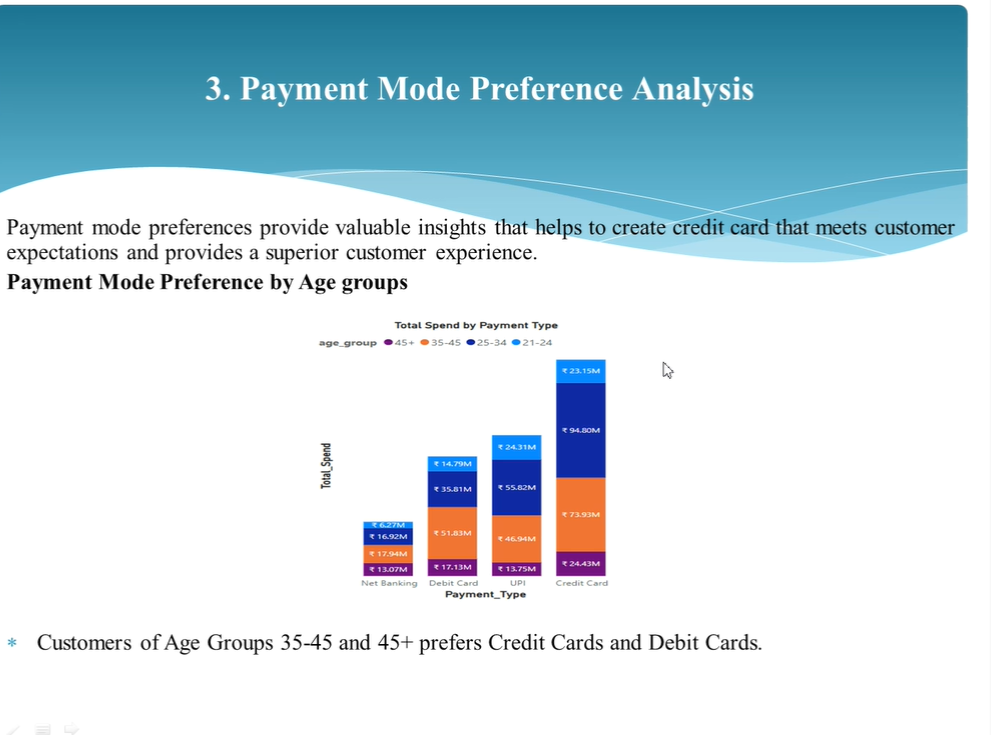 3. Payment Mode Preference Analysis
Payment mode preferences provide valuable insights that helps to create credit card that meets customer
expectations and provides a superior customer experience.
Payment Mode Preference by Age groups
Total Spend by Payment Type
age_group 45+ 35-45 25-34 21-24
Total_Spend
₹ 6.27M
₹ 16.92M
₹ 17.94M
₹ 13.07M
₹ 14.79M
₹ 35.81M
₹ 51.83M
₹ 17.13M
₹ 24.31M
₹ 55.82M
₹ 46.94M
₹ 13.75M
₹ 23.15M
₹ 94.80M
₹ 73.93M
₹ 24.43M
Net Banking Debit Card UPI Credit Card
Payment_Type
* Customers of Age Groups 35-45 and 45+ prefers Credit Cards and Debit Cards.